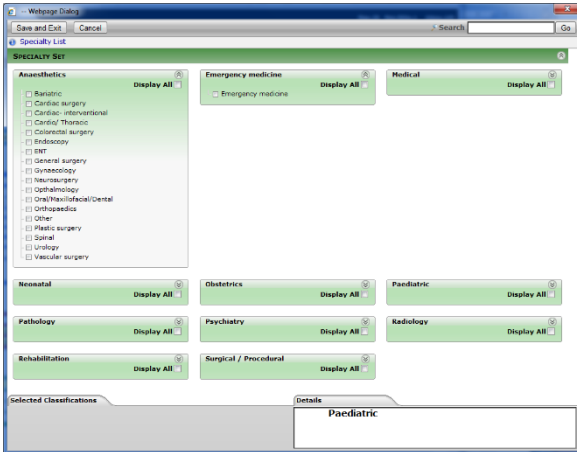 -- Webpage Dialog
Save and Exit Cancel Search Go
Specialty List
SPECIALTY SET
Anaesthetics
Display All
Bariatric
Cardiac surgery
Cardiac- interventional
Cardio/ Thoracic
Colorectal surgery
Endoscopy
ENT
General surgery
Gynaecology
Neurosurgery
Opthalmology
Oral/Maxillofacial/Dental
Orthopaedics
Other
Plastic surgery
Spinal
Urology
Vascular surgery
Emergency medicine
Display All
Emergency medicine
Medical
Display All
Neonatal
Display All
Obstetrics
Display All
Paediatric
Display All
Pathology
Display All
Psychiatry
Display All
Radiology
Display All
Rehabilitation
Display All
Surgical / Procedural
Display All
Selected Classifications
Details
Paediatric